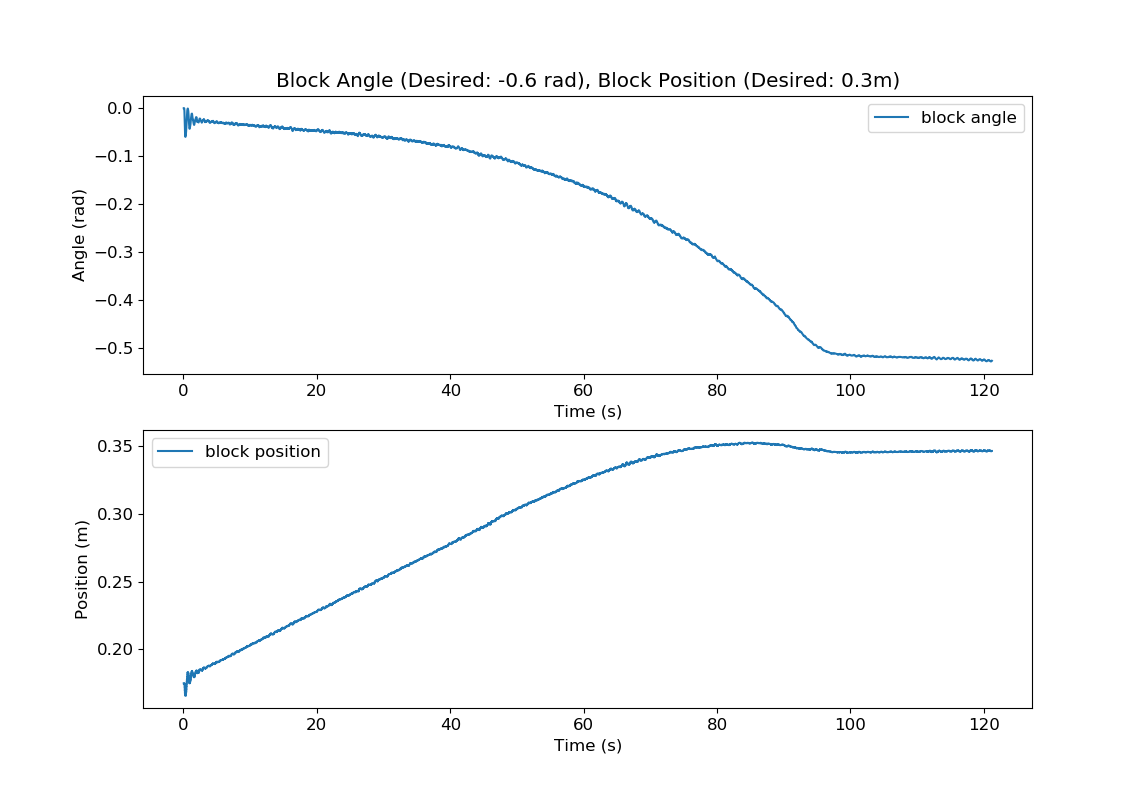 Block Angle (Desired: -0.6 rad), Block Position (Desired: 0.3m)
block angle
0.0
−0.1
−0.2
−0.3
−0.4
−0.5
Angle (rad)
0 20 40 60 80 100 120
Time (s)
block position
0.35
0.30
0.25
0.20
Position (m)
0 20 40 60 80 100 120
Time (s)